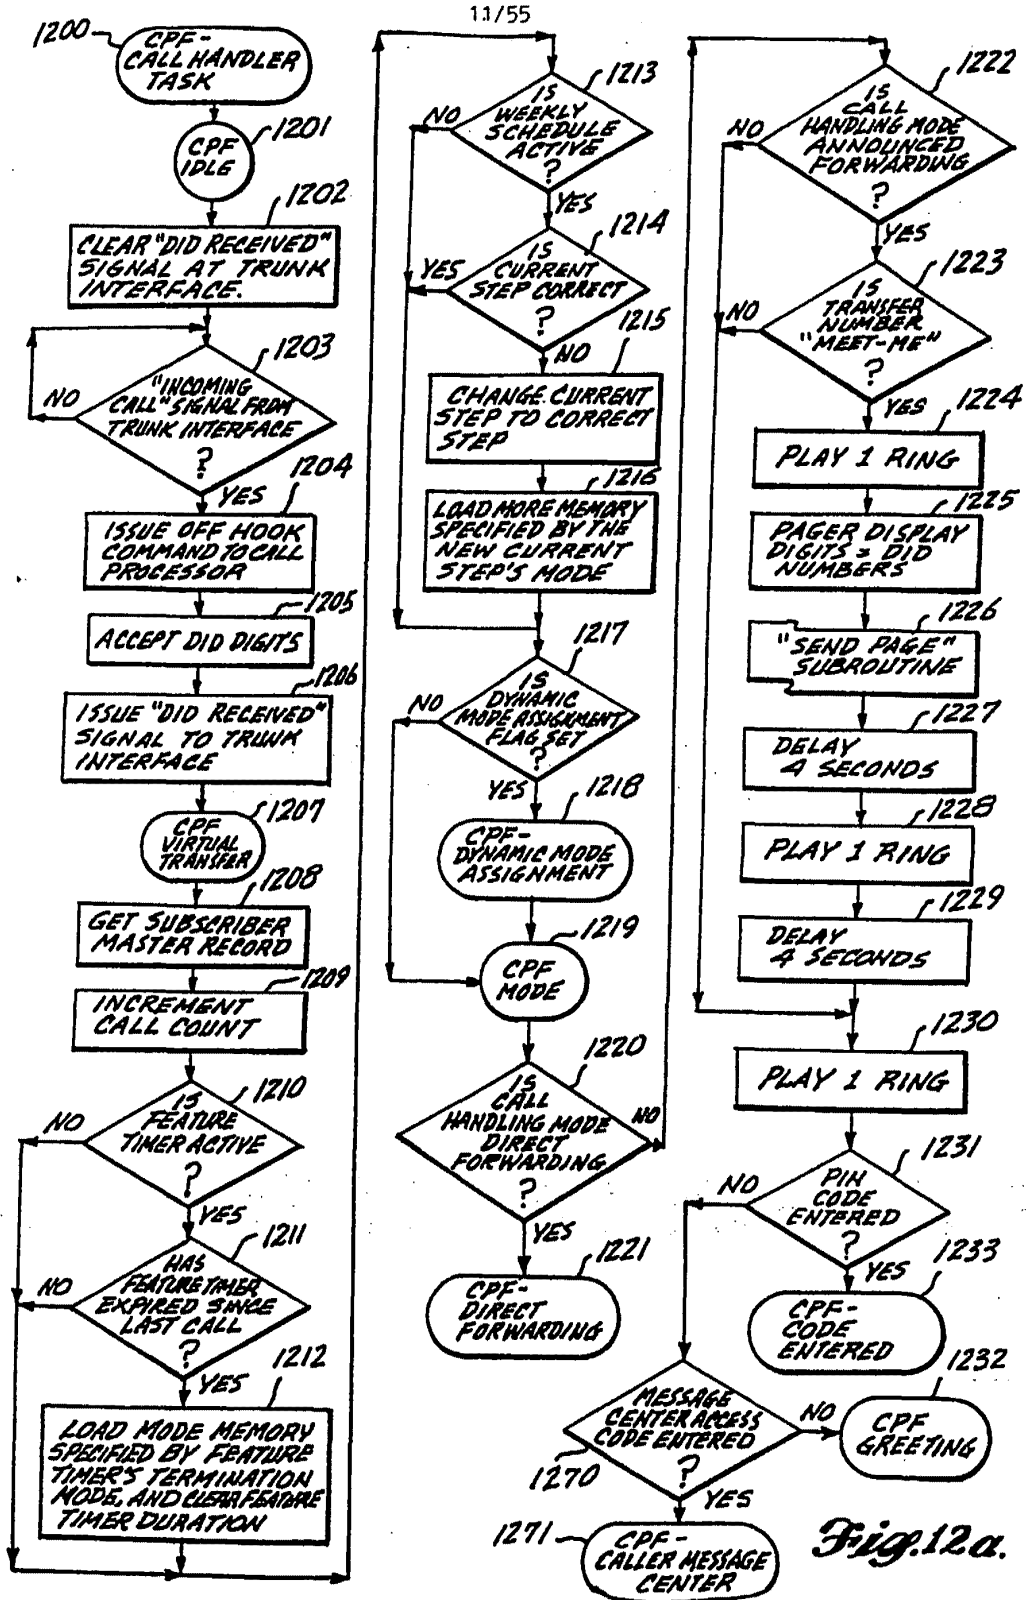 11/55
1200
CPF-
CALL HANDLER
TASK
1201
CPF
IDLE
1202
CLEAR "DID RECEIVED"
SIGNAL AT TRUNK
INTERFACE.
1203
"INCOMING
CALL" SIGNAL FROM
TRUNK INTERFACE
?
NO
YES
1204
ISSUE OFF HOOK
COMMAND TO CALL
PROCESSOR
1205
ACCEPT DID DIGITS
1206
ISSUE "DID RECEIVED"
SIGNAL TO TRUNK
INTERFACE
1207
CPF
VIRTUAL
TRANSFER
1208
GET SUBSCRIBER
MASTER RECORD
1209
INCREMENT
CALL COUNT
1210
IS
FEATURE
TIMER ACTIVE
?
NO
YES
1211
HAS
FEATURE TIMER
EXPIRED SINCE
LAST CALL
?
NO
YES
1212
LOAD MODE MEMORY
SPECIFIED BY FEATURE
TIMER'S TERMINATION
MODE, AND CLEAR FEATURE
TIMER DURATION
1213
IS
WEEKLY
SCHEDULE
ACTIVE
?
NO
YES
1214
IS
CURRENT
STEP CORRECT
?
YES
NO
1215
CHANGE CURRENT
STEP TO CORRECT
STEP
1216
LOAD MORE MEMORY
SPECIFIED BY THE
NEW CURRENT
STEP'S MODE
1217
IS
DYNAMIC
MODE ASSIGNMENT
FLAG SET
?
NO
YES
1218
CPF-
DYNAMIC MODE
ASSIGNMENT
1219
CPF
MODE
1220
IS
CALL
HANDLING MODE
DIRECT
FORWARDING
?
NO
YES
1221
CPF-
DIRECT
FORWARDING
1222
IS
CALL
HANDLING MODE
ANNOUNCED
FORWARDING
?
NO
YES
1223
IS
TRANSFER
NUMBER
"MEET-ME"
?
NO
YES
1224
PLAY 1 RING
1225
PAGER DISPLAY
DIGITS = DID
NUMBERS
1226
"SEND PAGE"
SUBROUTINE
1227
DELAY
4 SECONDS
1228
PLAY 1 RING
1229
DELAY
4 SECONDS
1230
PLAY 1 RING
1231
PIN
CODE
ENTERED
?
NO
YES
1233
CPF-
CODE
ENTERED
1232
CPF
GREETING
MESSAGE
CENTER ACCESS
CODE ENTERED
?
1270
NO
YES
1271
CPF-
CALLER MESSAGE
CENTER
Fig.12a.